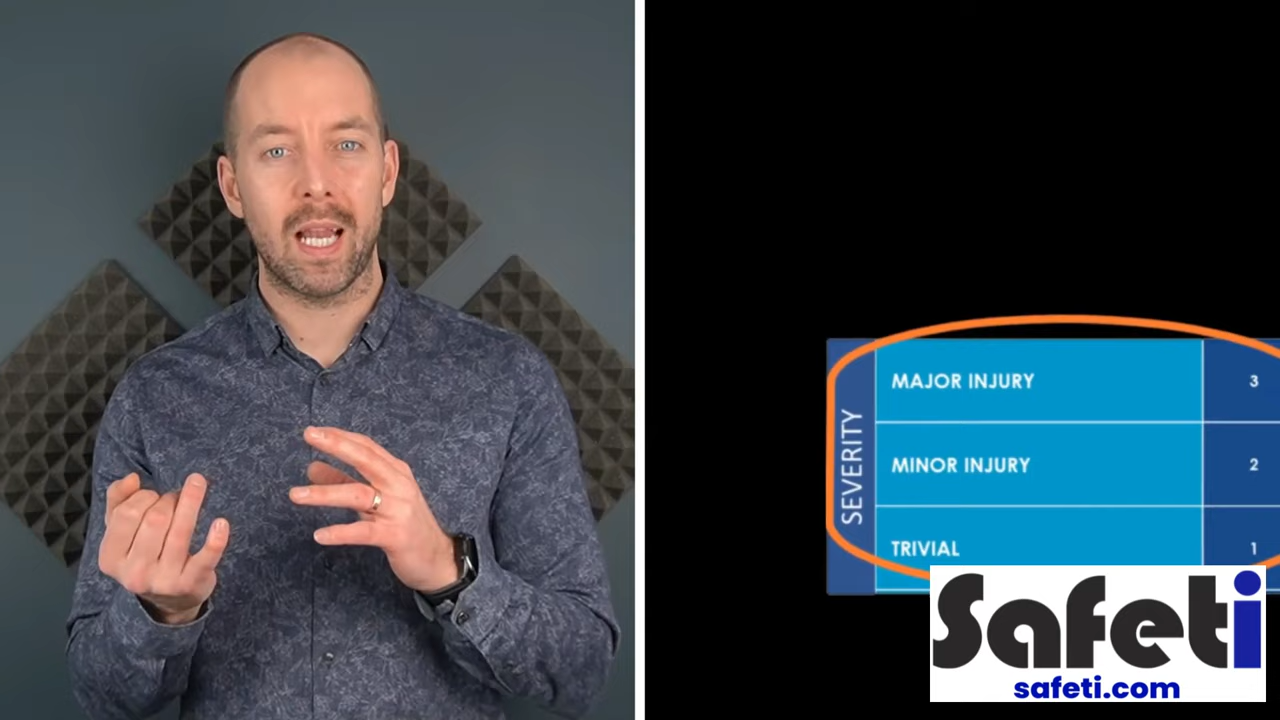 SEVERITY
MAJOR INJURY 3
MINOR INJURY 2
TRIVIAL 1
Safeti
safeti.com